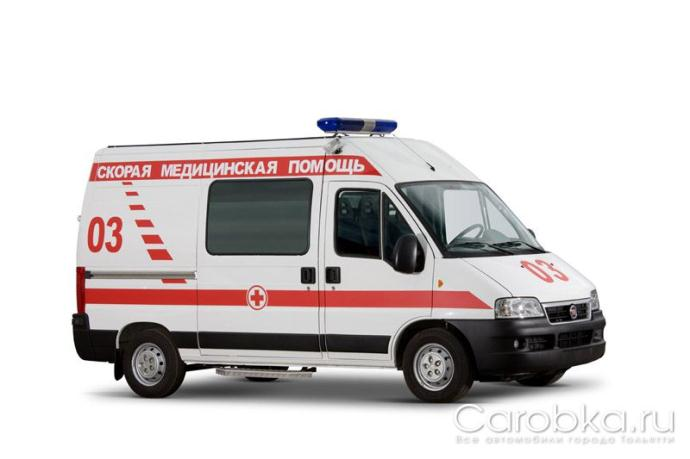 СКОРАЯ МЕДИЦИНСКАЯ ПОМОЩЬ
03
03
Carobka.ru
Все автомобили города Тольятти